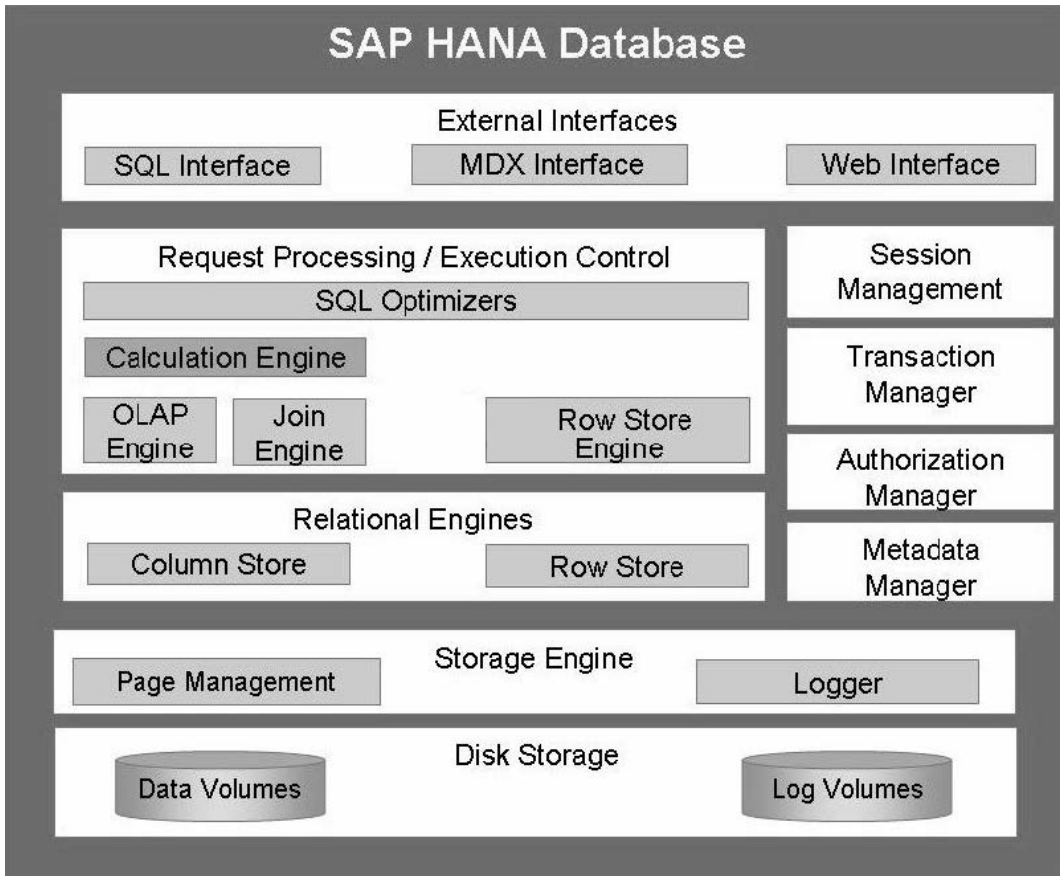 SAP HANA Database
External Interfaces
SQL Interface
MDX Interface
Web Interface
Request Processing / Execution Control
SQL Optimizers
Calculation Engine
OLAP
Engine
Join
Engine
Row Store
Engine
Session
Management
Transaction
Manager
Authorization
Manager
Metadata
Manager
Relational Engines
Column Store
Row Store
Storage Engine
Page Management
Logger
Disk Storage
Data Volumes
Log Volumes